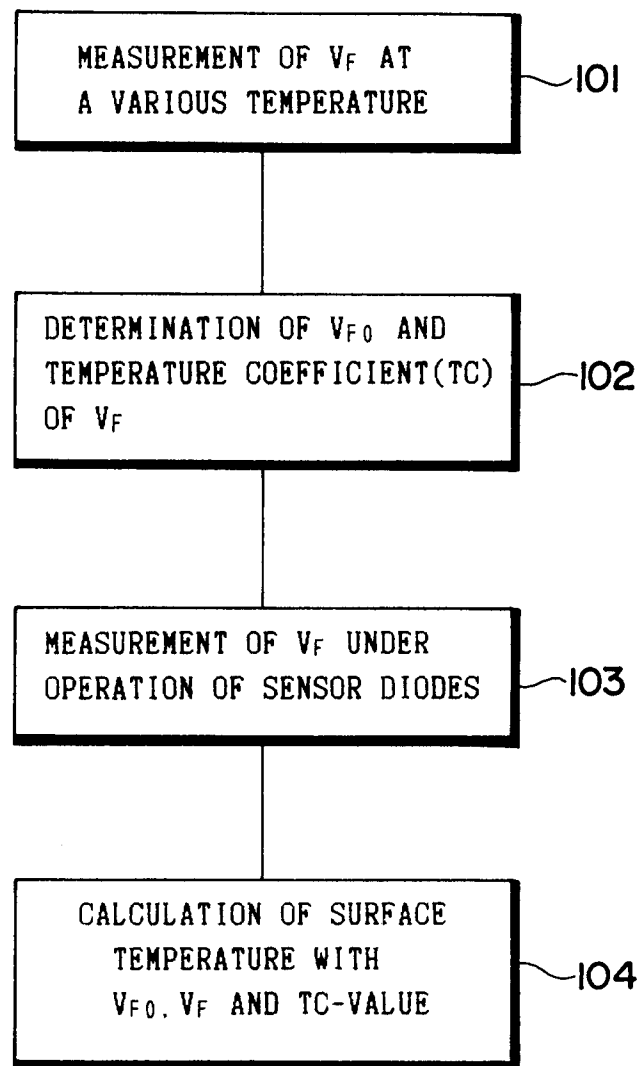 MEASUREMENT OF VF AT
A VARIOUS TEMPERATURE
101
DETERMINATION OF VF0 AND
TEMPERATURE COEFFICIENT(TC)
OF VF
102
MEASUREMENT OF VF UNDER
OPERATION OF SENSOR DIODES
103
CALCULATION OF SURFACE
TEMPERATURE WITH
VF0, VF AND TC-VALUE
104